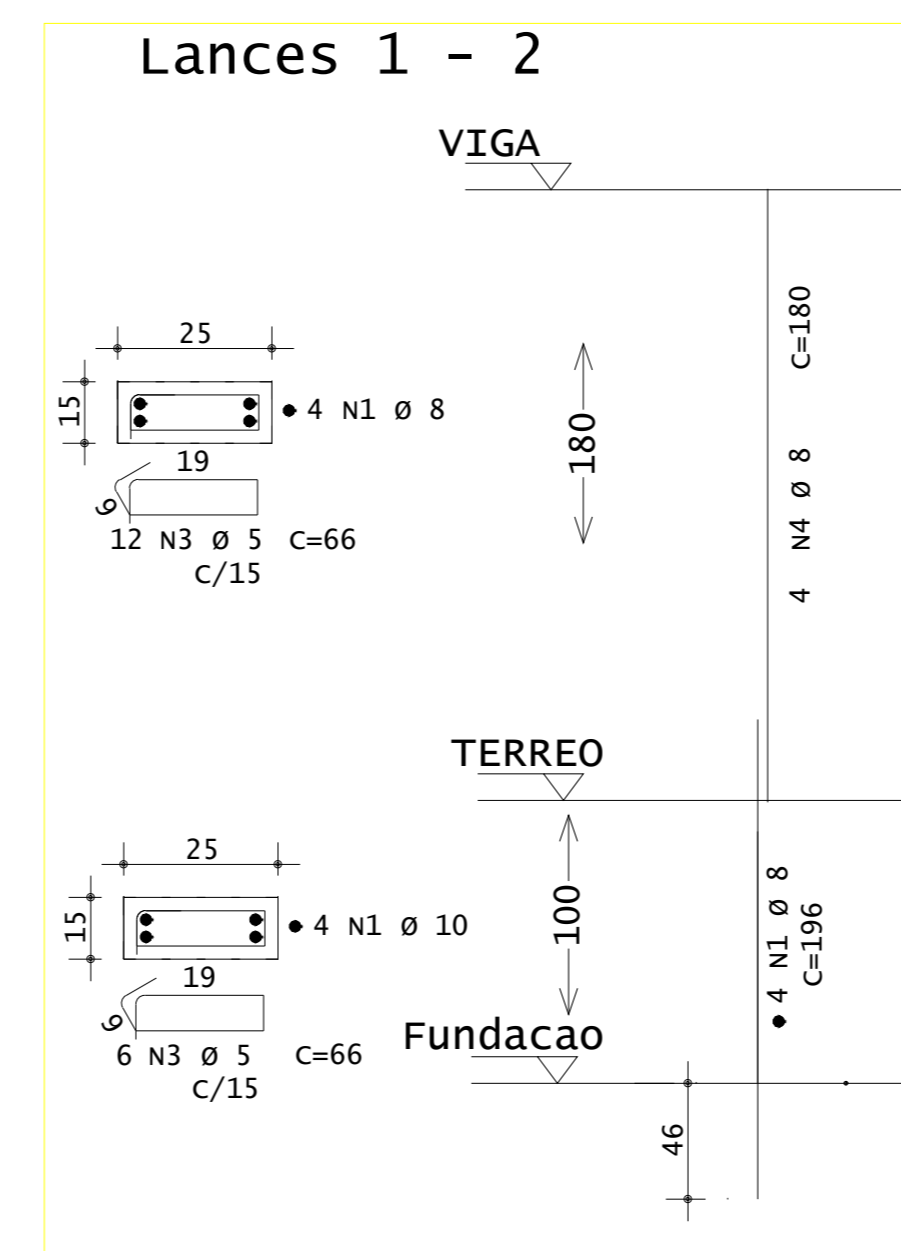 Lances 1 - 2
VIGA
25
15
4 N1 Ø 8
19
9
12 N3 Ø 5 C=66
C/15
180
4 N4 Ø 8 C=180
TERREO
25
15
4 N1 Ø 10
19
9
6 N3 Ø 5 C=66
C/15
100
4 N1 Ø 8
C=196
Fundacao
46